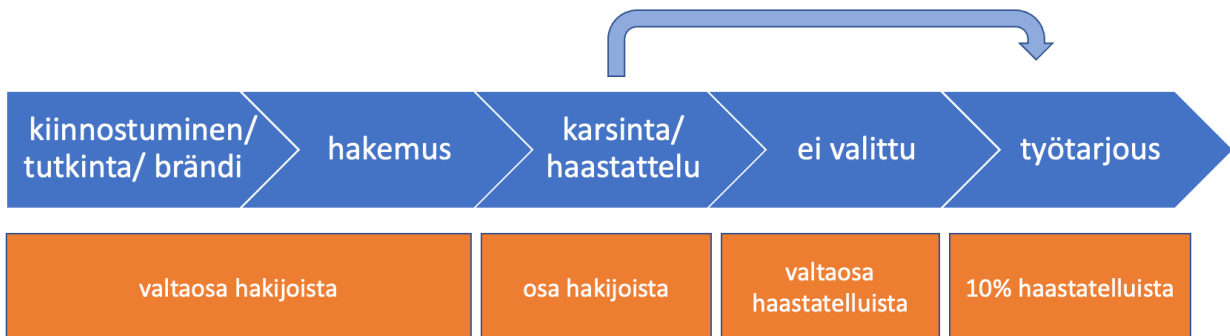 kiinnostuminen/
tutkinta/ brändi
hakemus
karsinta/
haastattelu
ei valittu
työtarjous
valtaosa hakijoista
osa hakijoista
valtaosa
haastatelluista
10% haastatelluista